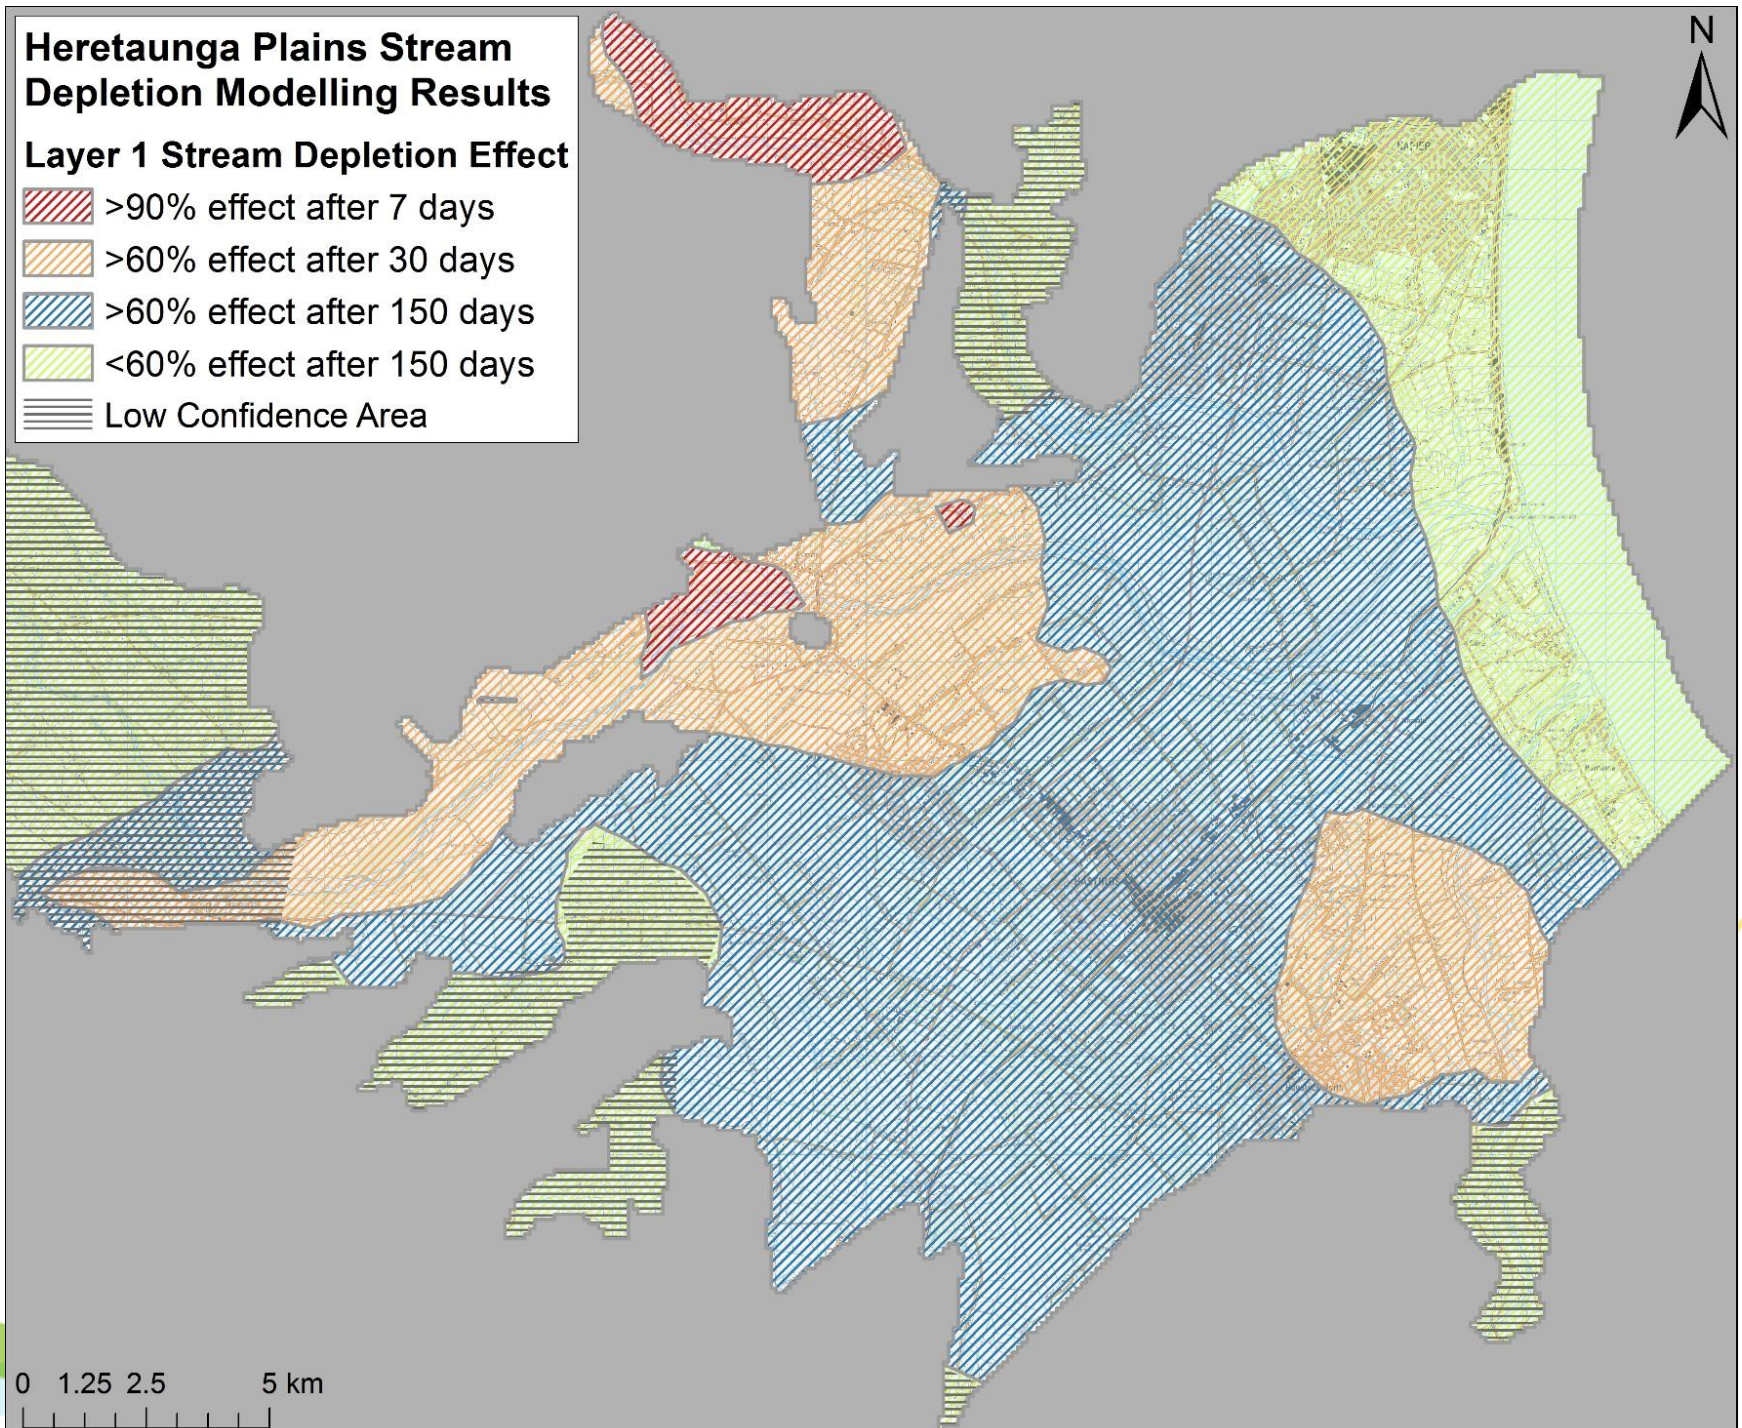 Heretaunga Plains Stream
Depletion Modelling Results
Layer 1 Stream Depletion Effect
>90% effect after 7 days
>60% effect after 30 days
>60% effect after 150 days
<60% effect after 150 days
Low Confidence Area
N
NAPIER
HASTINGS
0 1.25 2.5 5 km